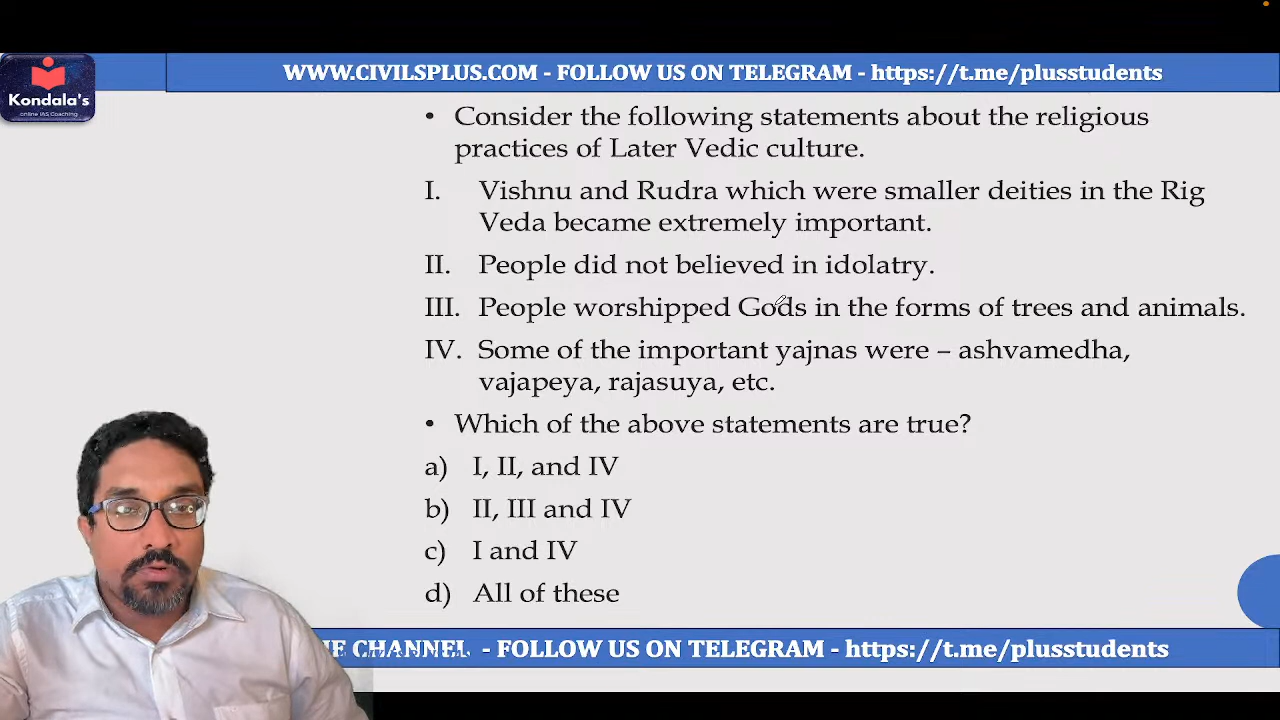 WWW.CIVILSPLUS.COM - FOLLOW US ON TELEGRAM - https://t.me/plusstudents
Kondala's
online IAS Coaching
• Consider the following statements about the religious
practices of Later Vedic culture.
I. Vishnu and Rudra which were smaller deities in the Rig
Veda became extremely important.
II. People did not believed in idolatry.
III. People worshipped Gods in the forms of trees and animals.
IV. Some of the important yajnas were – ashvamedha,
vajapeya, rajasuya, etc.
• Which of the above statements are true?
a) I, II, and IV
b) II, III and IV
c) I and IV
d) All of these
CHANNEL - FOLLOW US ON TELEGRAM - https://t.me/plusstudents